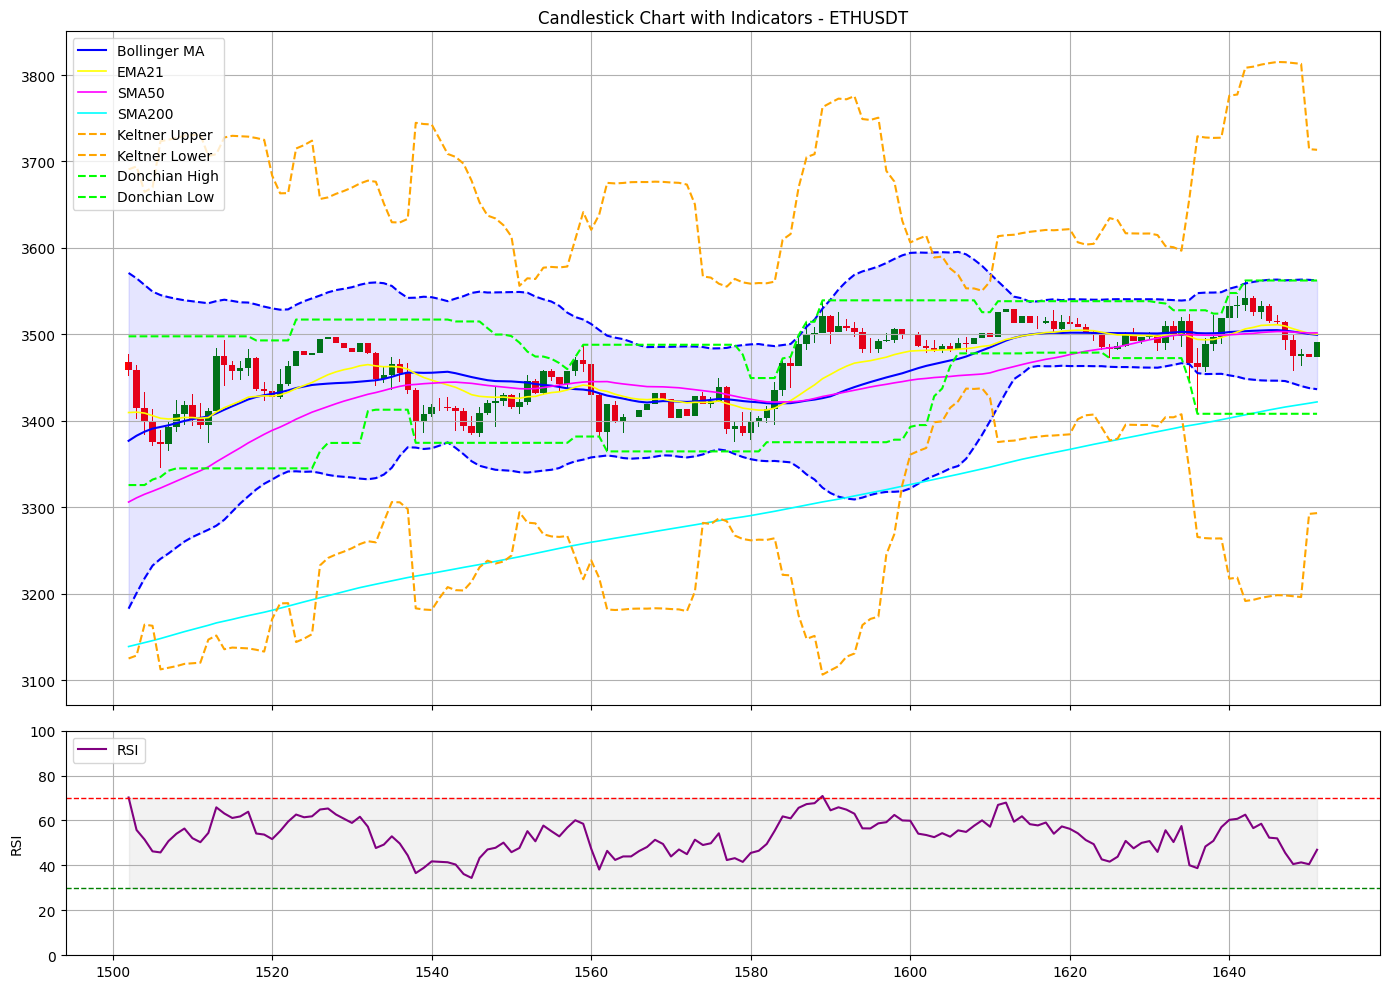 Candlestick Chart with Indicators - ETHUSDT
Bollinger MA
EMA21
SMA50
SMA200
Keltner Upper
Keltner Lower
Donchian High
Donchian Low
3800
3700
3600
3500
3400
3300
3200
3100
RSI
100
80
60
40
20
0
RSI
1500 1520 1540 1560 1580 1600 1620 1640